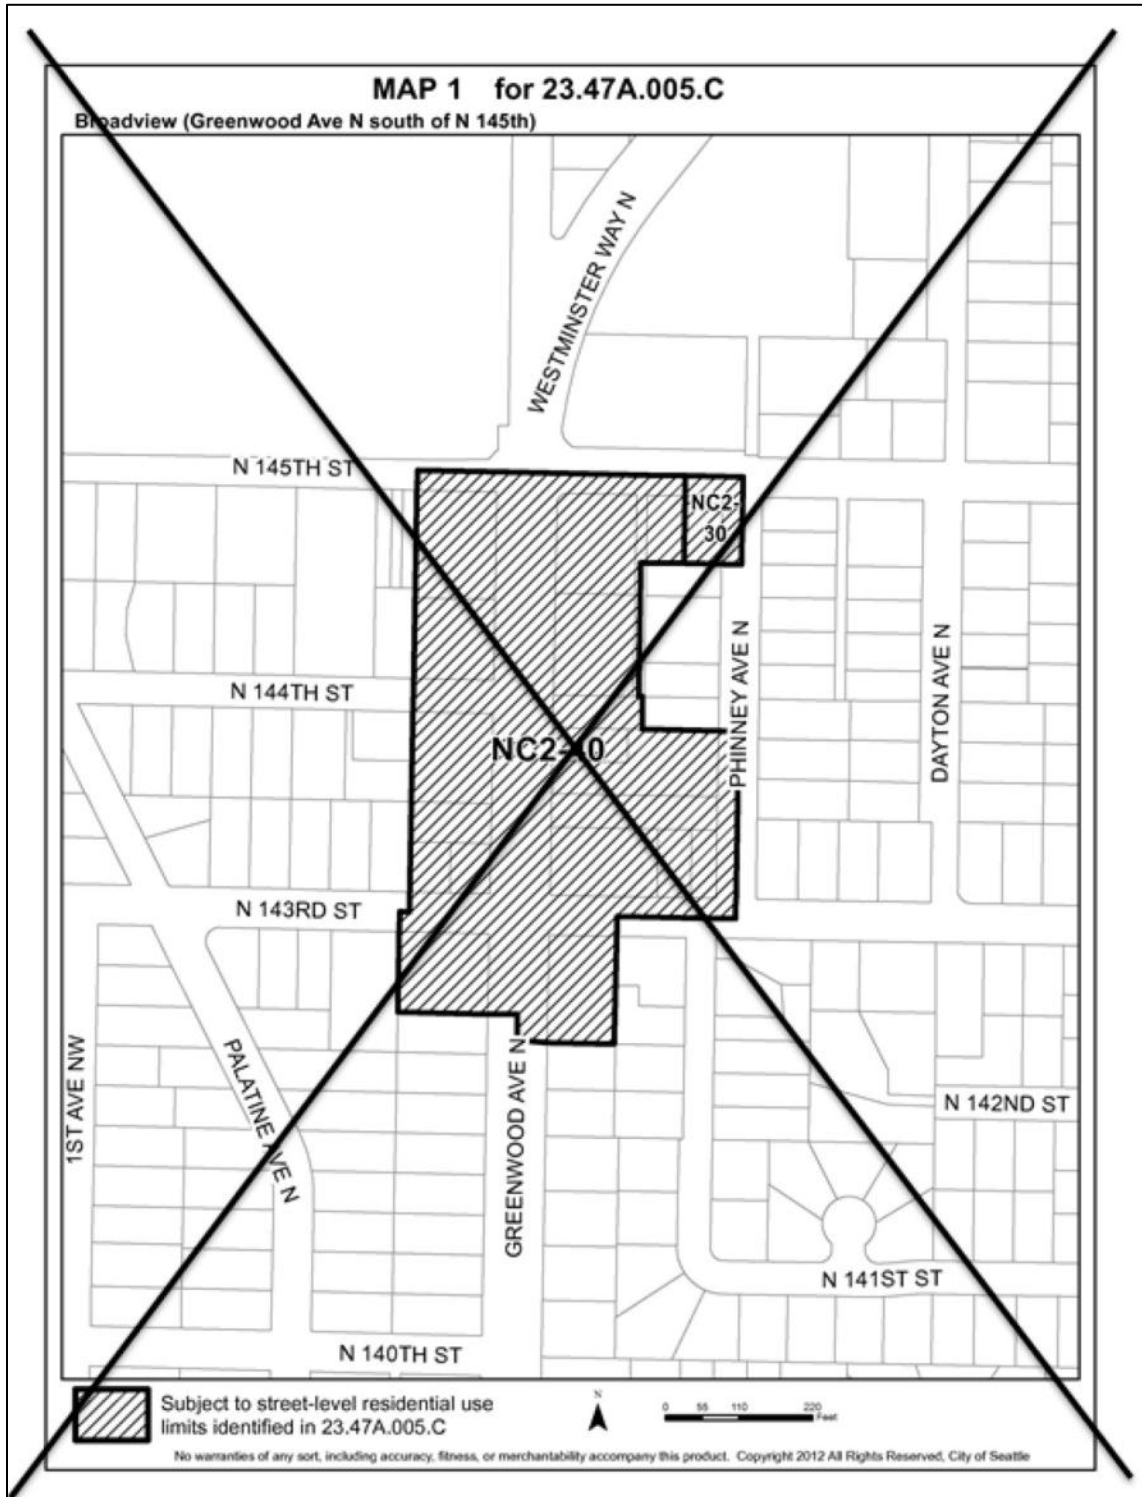 MAP 1 for 23.47A.005.C
Broadview (Greenwood Ave N south of N 145th)
WESTMINSTER WAY N
N 145TH ST
NC2-
30
N 144TH ST
PHINNEY AVE N
DAYTON AVE N
NC2-40
N 143RD ST
1ST AVE NW
PALATINE AVE N
GREENWOOD AVE N
N 142ND ST
N 141ST ST
N 140TH ST
Subject to street-level residential use
limits identified in 23.47A.005.C
N
0 55 110 220
Feet
No warranties of any sort, including accuracy, fitness, or merchantability accompany this product. Copyright 2012 All Rights Reserved, City of Seattle